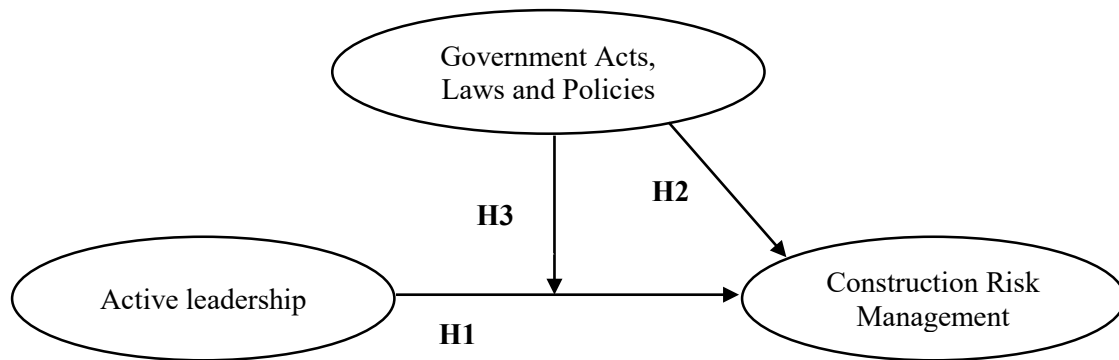 Government Acts,
Laws and Policies
H3
H2
Active leadership
H1
Construction Risk
Management